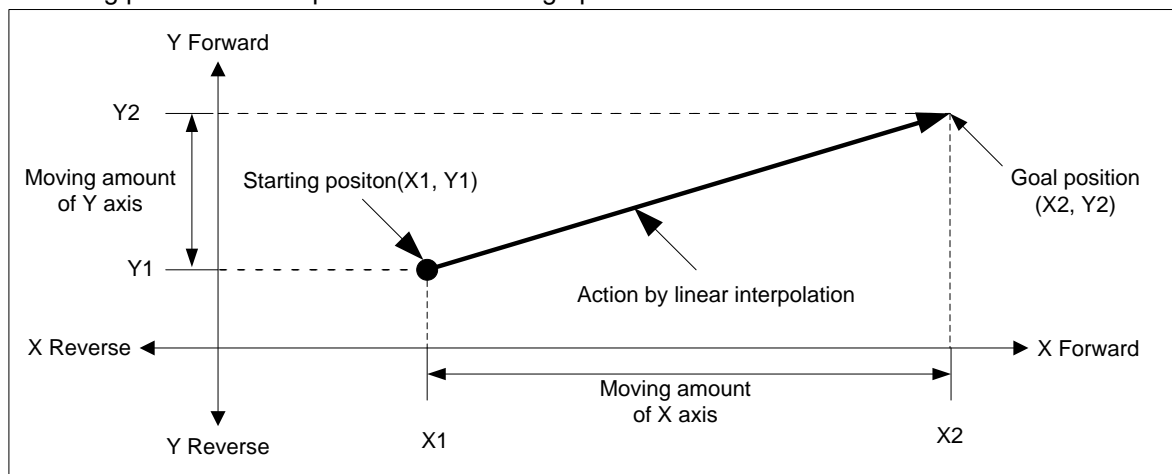 Y Forward
Y2
Moving amount
of Y axis
Starting positon(X1, Y1)
Goal position
(X2, Y2)
Y1
Action by linear interpolation
X Reverse
X Forward
Moving amount
of X axis
Y Reverse
X1
X2